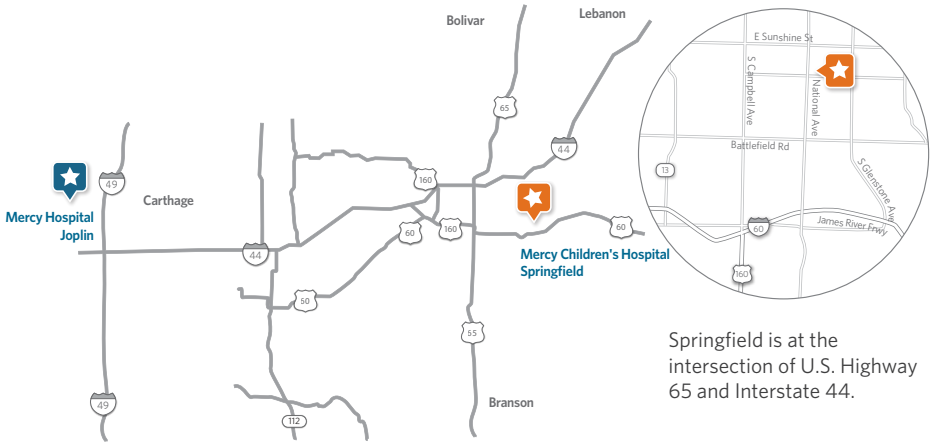 Bolivar
Lebanon
65
44
49
Carthage
160
Mercy Hospital
Joplin
44
60
160
60
Mercy Children's Hospital
Springfield
50
55
49
112
Branson
E Sunshine St
S Campbell Ave
National Ave
Battlefield Rd
13
S Glenstone Ave
James River Frwy
60
160
Springfield is at the
intersection of U.S. Highway
65 and Interstate 44.